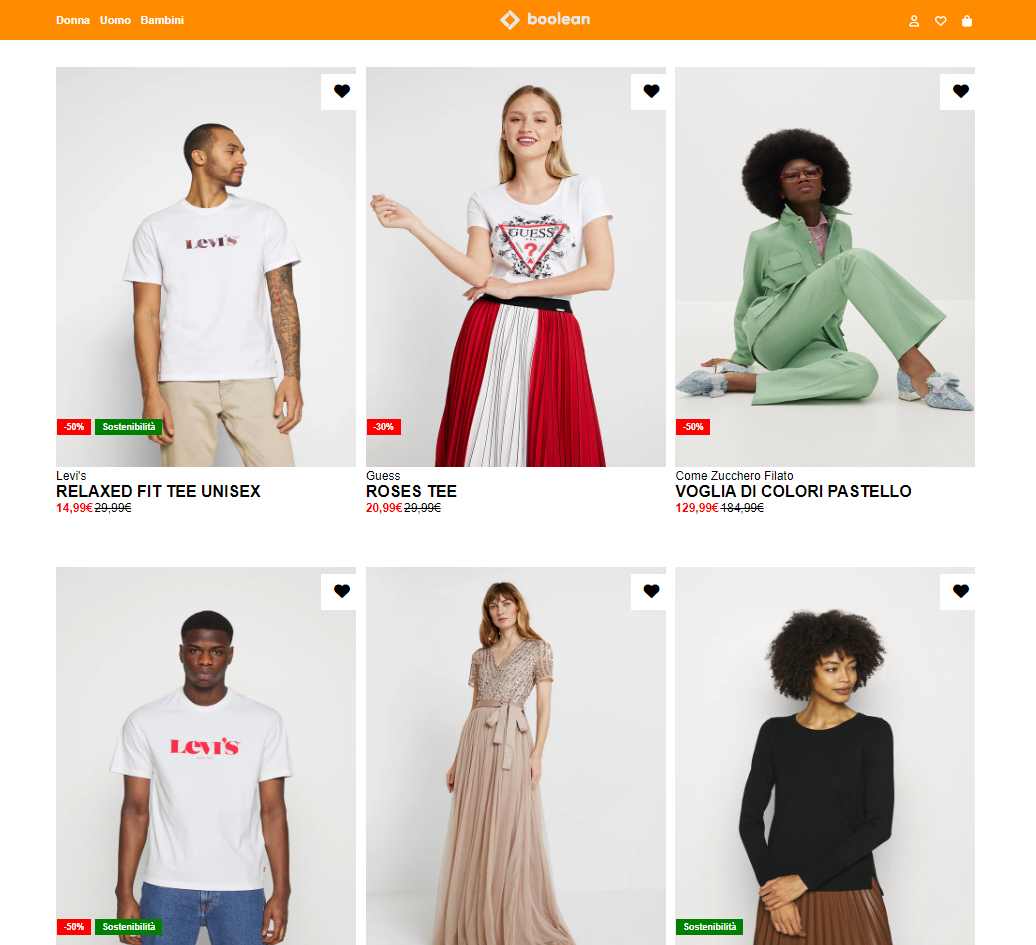 Donna Uomo Bambini
boolean
LEVI'S
GUESS
?
-50% Sostenibilità
-30%
-50%
Levi's
RELAXED FIT TEE UNISEX
14,99€ 29,99€
Guess
ROSES TEE
20,99€ 29,99€
Come Zucchero Filato
VOGLIA DI COLORI PASTELLO
129,99€ 184,99€
LEVI'S
-50% Sostenibilità
Sostenibilità